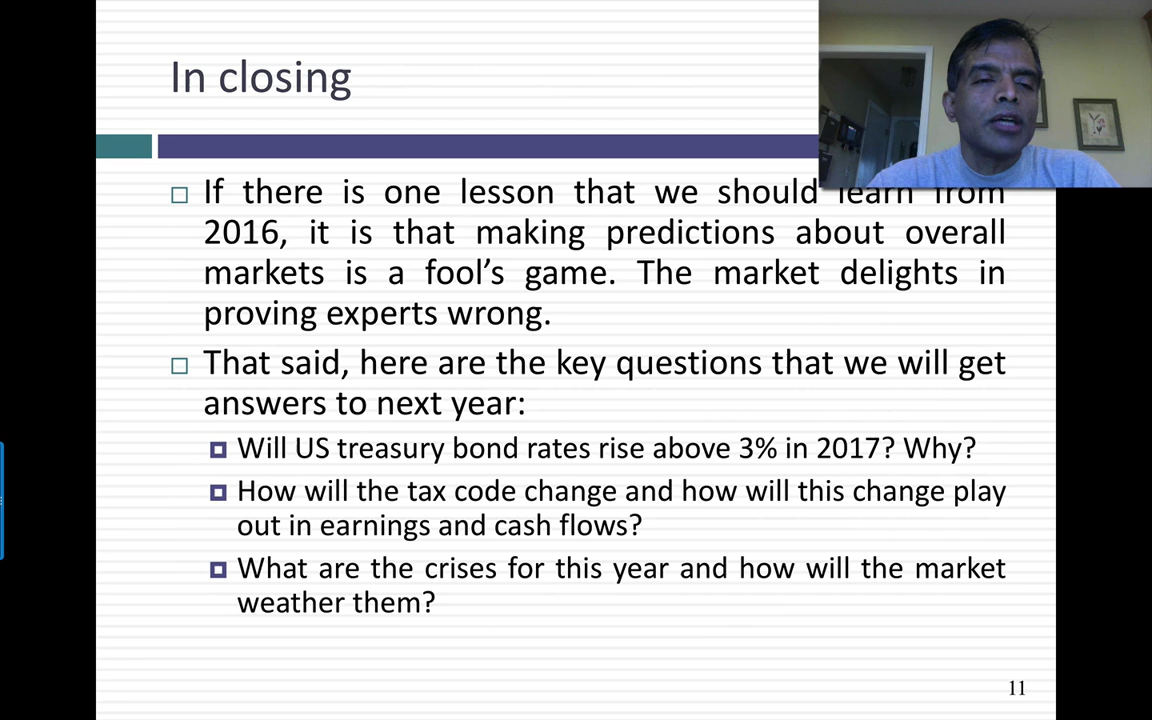 In closing
If there is one lesson that we should learn from
2016, it is that making predictions about overall
markets is a fool's game. The market delights in
proving experts wrong.
That said, here are the key questions that we will get
answers to next year:
Will US treasury bond rates rise above 3% in 2017? Why?
How will the tax code change and how will this change play
out in earnings and cash flows?
What are the crises for this year and how will the market
weather them?
11